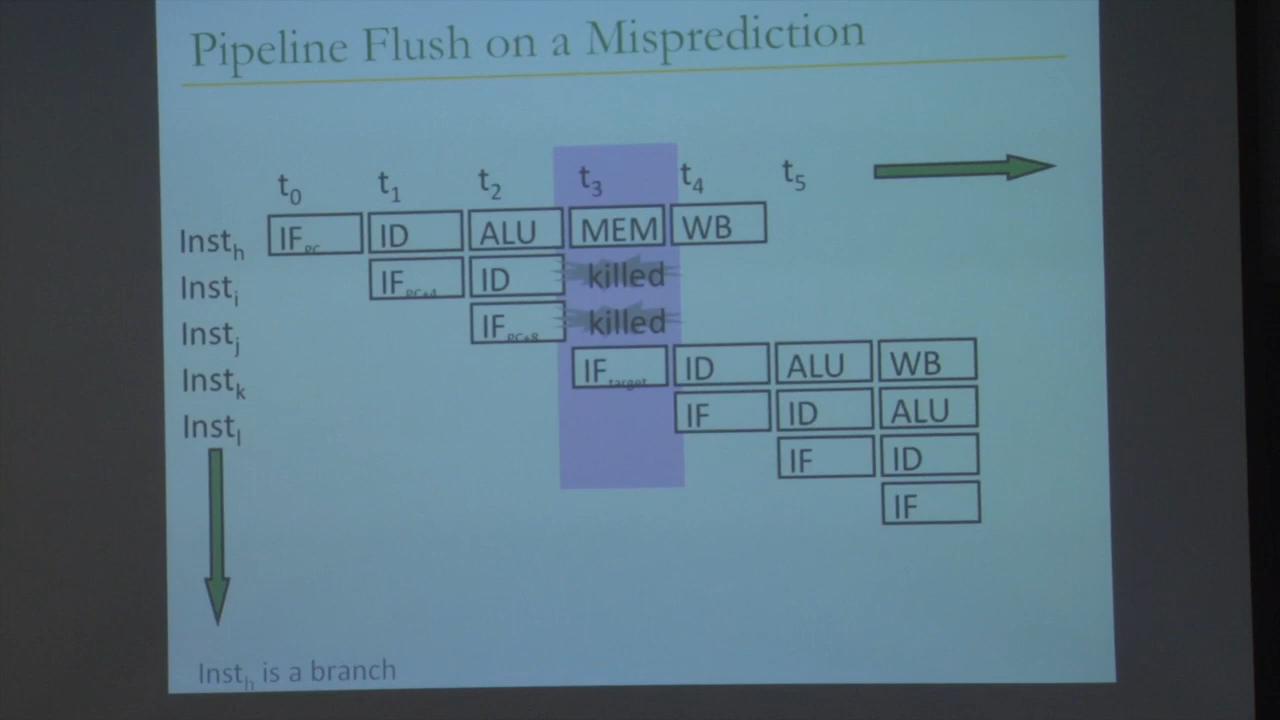 Pipeline Flush on a Misprediction
t0 t1 t2 t3 t4 t5
Insth IFPC ID ALU MEM WB
Insti IFPC+4 ID killed
Instj IFPC+8 killed
Instk IFtarget ID ALU WB
Instl IF ID ALU
IF ID
IF
Insth is a branch